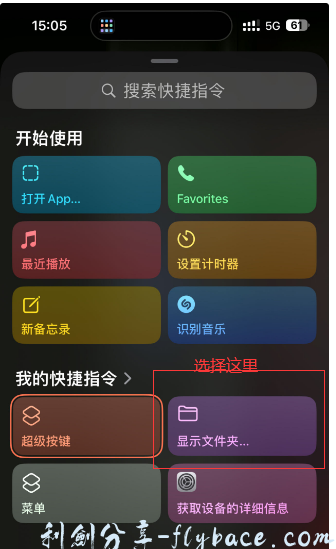 15:05 5G 61
搜索快捷指令
开始使用
打开 App... Favorites
最近播放 设置计时器
新备忘录 识别音乐
选择这里
我的快捷指令
超级按键 显示文件夹...
菜单 获取设备的详细信息
利剑分享-flybace.com